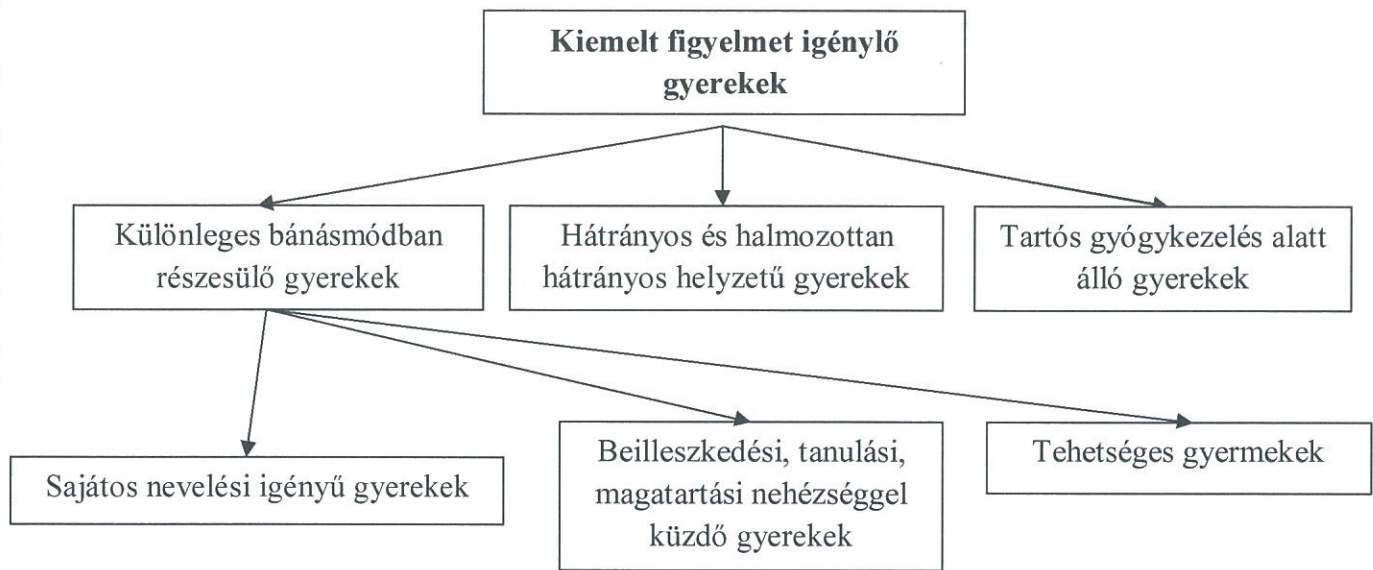 Kiemelt figyelmet igénylő
gyerekek
Különleges bánásmódban
részesülő gyerekek
Hátrányos és halmozottan
hátrányos helyzetű gyerekek
Tartós gyógykezelés alatt
álló gyerekek
Sajátos nevelési igényű gyerekek
Beilleszkedési, tanulási,
magatartási nehézséggel
küzdő gyerekek
Tehetséges gyermekek